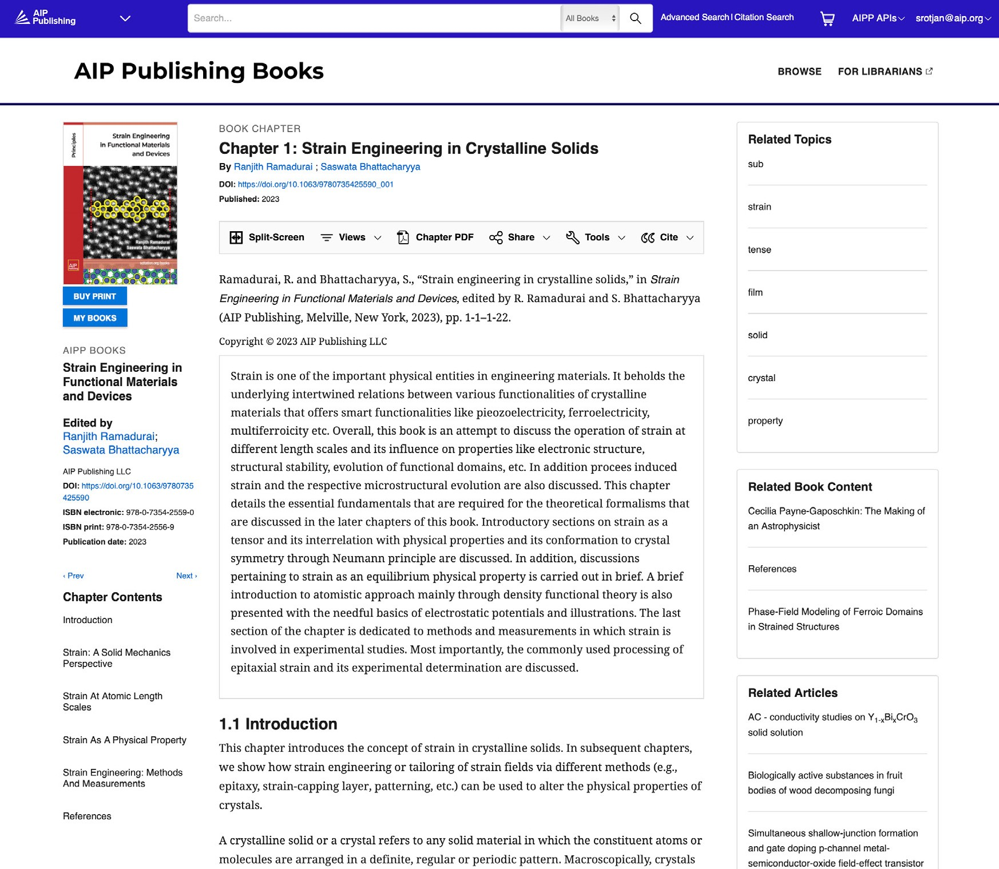 AIP
Publishing
Search...
All Books
Advanced Search | Citation Search
AIPP APIs
srotjan@aip.org
AIP Publishing Books
BROWSE
FOR LIBRARIANS
Principles
Strain Engineering
in Functional Materials
and Devices
Edited by
Ranjith Ramadurai
Saswata Bhattacharyya
AIP
Publishing
scitation.org/books
BUY PRINT
MY BOOKS
AIPP BOOKS
Strain Engineering in
Functional Materials
and Devices
Edited by
Ranjith Ramadurai;
Saswata Bhattacharyya
AIP Publishing LLC
DOI: https://doi.org/10.1063/9780735
425590
ISBN electronic: 978-0-7354-2559-0
ISBN print: 978-0-7354-2556-9
Publication date: 2023
‹ Prev
Next ›
Chapter Contents
Introduction
Strain: A Solid Mechanics
Perspective
Strain At Atomic Length
Scales
Strain As A Physical Property
Strain Engineering: Methods
And Measurements
References
BOOK CHAPTER
Chapter 1: Strain Engineering in Crystalline Solids
By Ranjith Ramadurai ; Saswata Bhattacharyya
DOI: https://doi.org/10.1063/9780735425590_001
Published: 2023
Split-Screen
Views
Chapter PDF
Share
Tools
Cite
Ramadurai, R. and Bhattacharyya, S., “Strain engineering in crystalline solids,” in Strain
Engineering in Functional Materials and Devices, edited by R. Ramadurai and S. Bhattacharyya
(AIP Publishing, Melville, New York, 2023), pp. 1-1–1-22.
Copyright © 2023 AIP Publishing LLC
Strain is one of the important physical entities in engineering materials. It beholds the
underlying intertwined relations between various functionalities of crystalline
materials that offers smart functionalities like pieozoelectricity, ferroelectricity,
multiferroicity etc. Overall, this book is an attempt to discuss the operation of strain at
different length scales and its influence on properties like electronic structure,
structural stability, evolution of functional domains, etc. In addition procees induced
strain and the respective microstructural evolution are also discussed. This chapter
details the essential fundamentals that are required for the theoretical formalisms that
are discussed in the later chapters of this book. Introductory sections on strain as a
tensor and its interrelation with physical properties and its conformation to crystal
symmetry through Neumann principle are discussed. In addition, discussions
pertaining to strain as an equilibrium physical property is carried out in brief. A brief
introduction to atomistic approach mainly through density functional theory is also
presented with the needful basics of electrostatic potentials and illustrations. The last
section of the chapter is dedicated to methods and measurements in which strain is
involved in experimental studies. Most importantly, the commonly used processing of
epitaxial strain and its experimental determination are discussed.
1.1 Introduction
This chapter introduces the concept of strain in crystalline solids. In subsequent chapters,
we show how strain engineering or tailoring of strain fields via different methods (e.g.,
epitaxy, strain-capping layer, patterning, etc.) can be used to alter the physical properties of
crystals.
A crystalline solid or a crystal refers to any solid material in which the constituent atoms or
molecules are arranged in a definite, regular or periodic pattern. Macroscopically, crystals
Related Topics
sub
strain
tense
film
solid
crystal
property
Related Book Content
Cecilia Payne-Gaposchkin: The Making of
an Astrophysicist
References
Phase-Field Modeling of Ferroic Domains
in Strained Structures
Related Articles
AC - conductivity studies on Y1-xBixCrO3
solid solution
Biologically active substances in fruit
bodies of wood decomposing fungi
Simultaneous shallow-junction formation
and gate doping p-channel metal-
semiconductor-oxide field-effect transistor